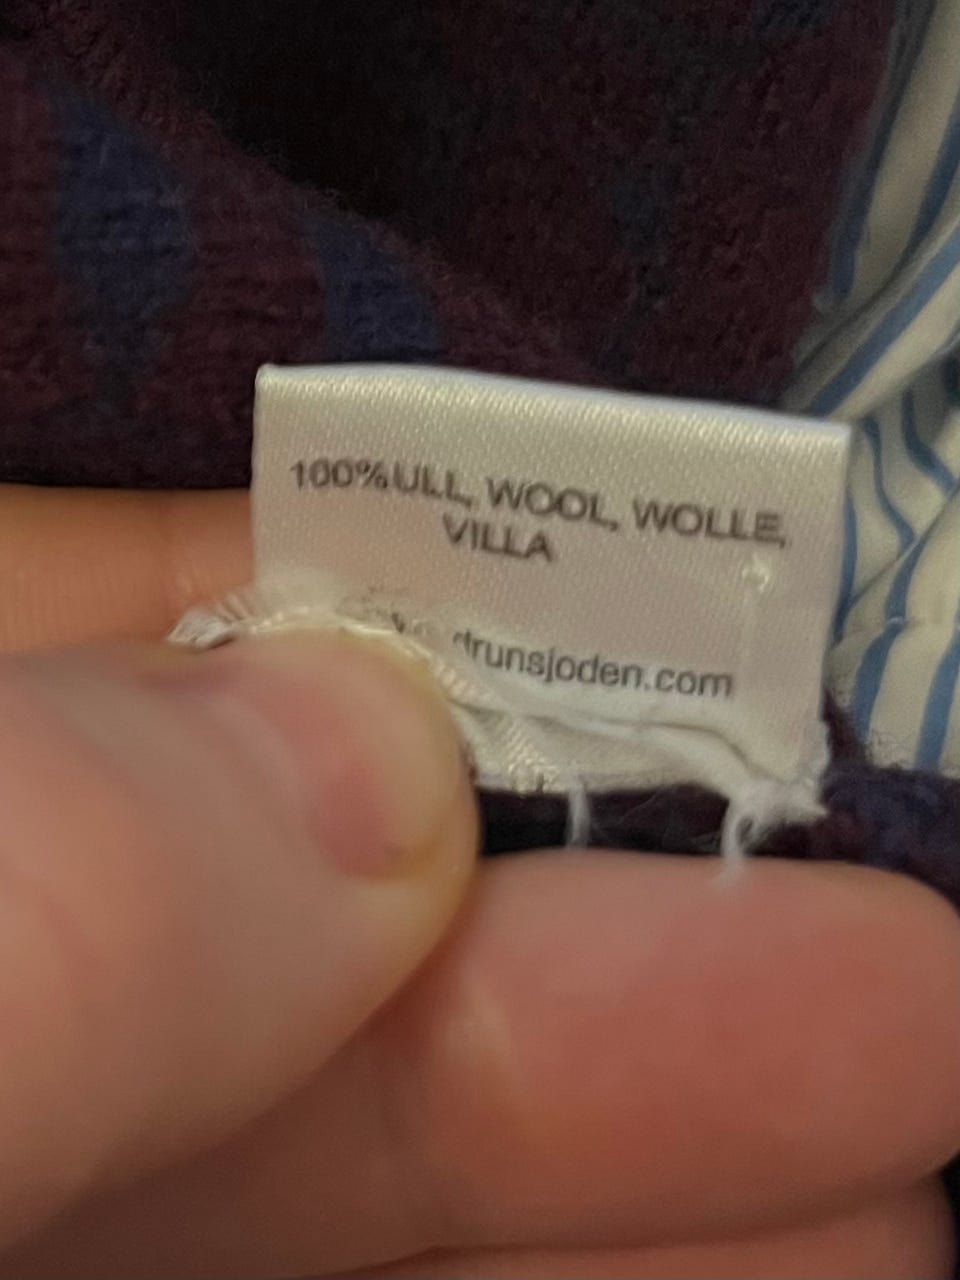 100% ULL, WOOL, WOLLE,
VILLA
drunsjoden.com